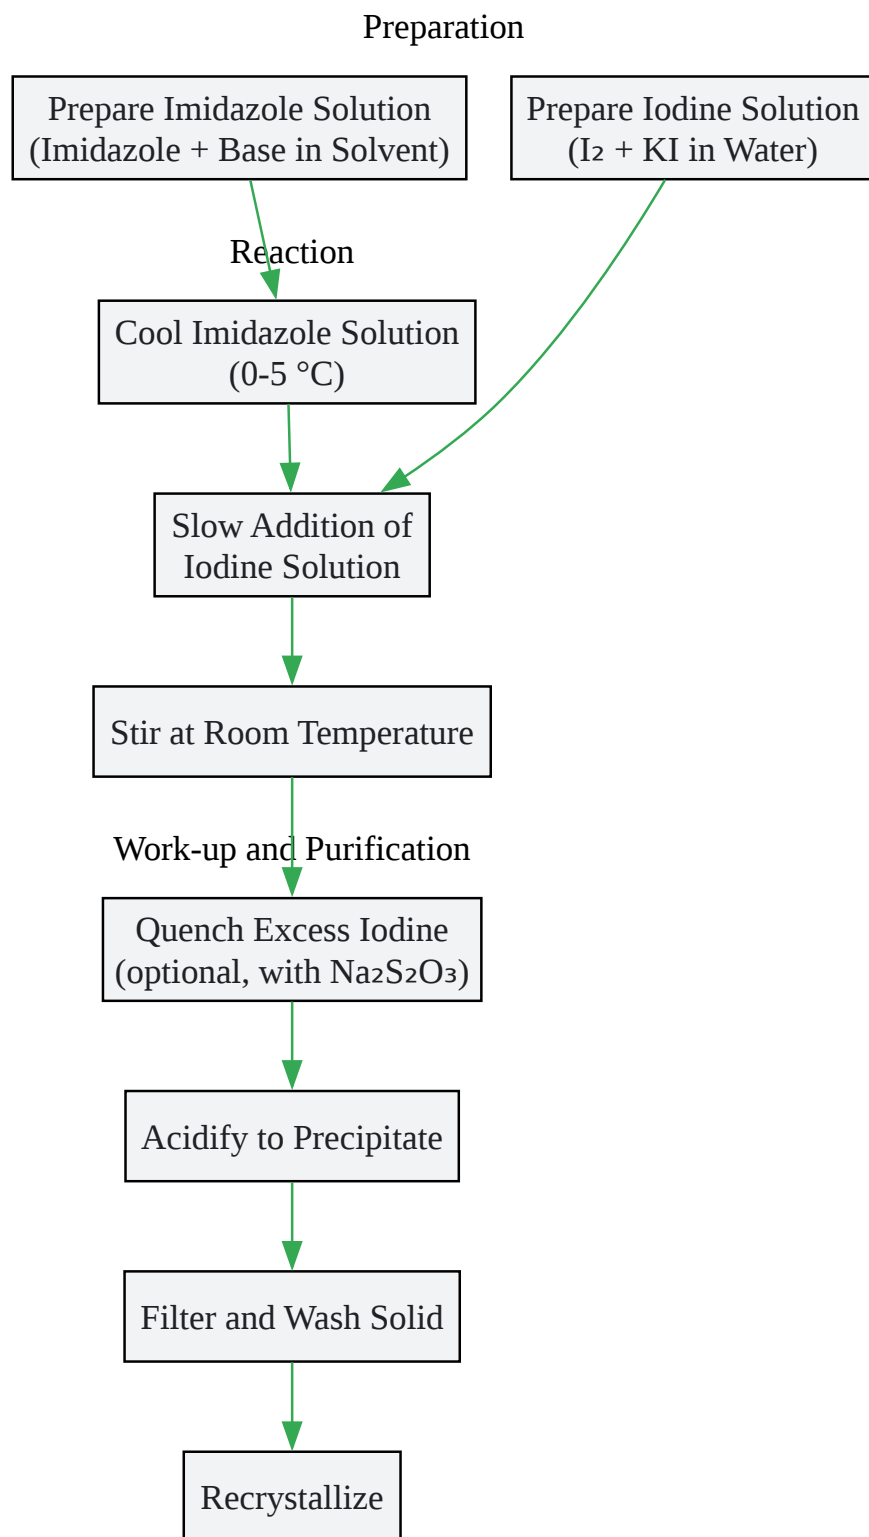 Preparation
Prepare Imidazole Solution
(Imidazole + Base in Solvent)
Prepare Iodine Solution
(I₂ + KI in Water)
Reaction
Cool Imidazole Solution
(0-5 °C)
Slow Addition of
Iodine Solution
Stir at Room Temperature
Work-up and Purification
Quench Excess Iodine
(optional, with Na₂S₂O₃)
Acidify to Precipitate
Filter and Wash Solid
Recrystallize